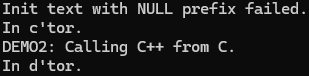 Init text with NULL prefix failed.
In c'tor.
DEMO2: Calling C++ from C.
In d'tor.